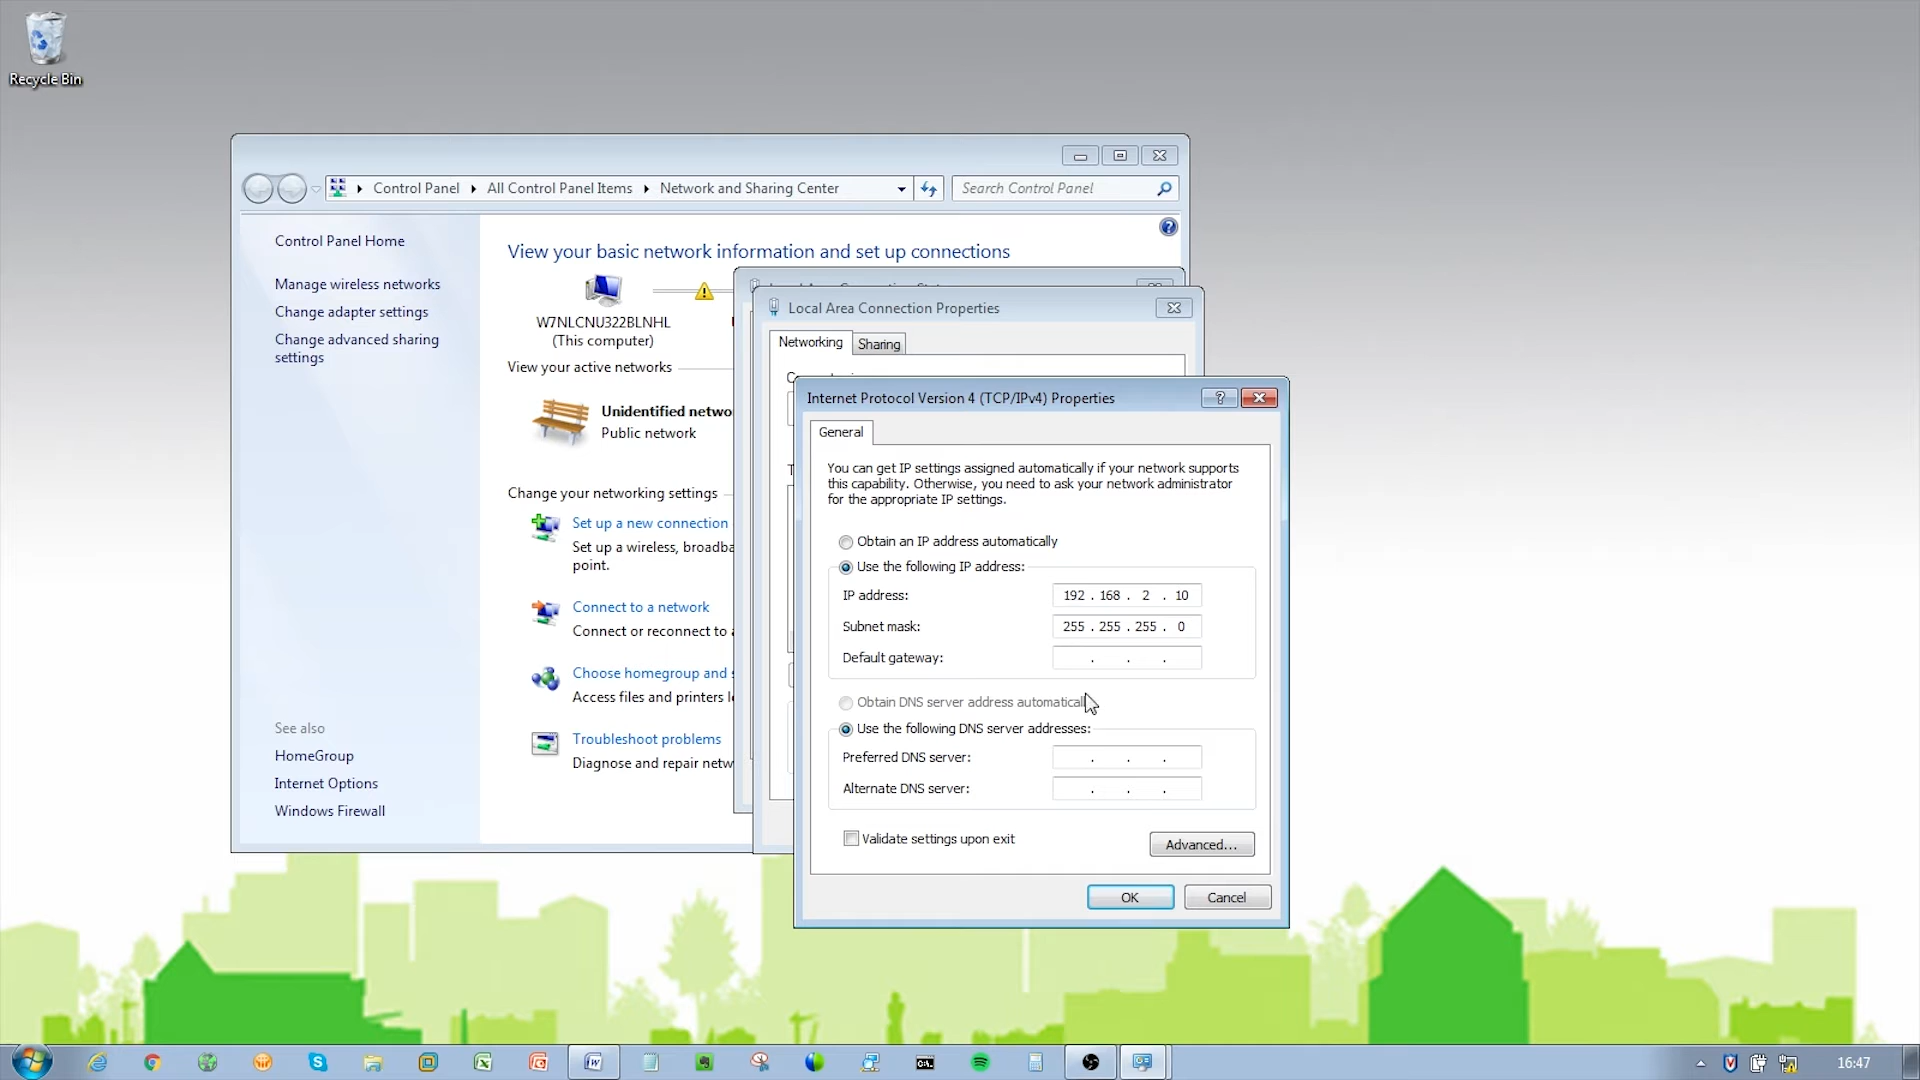 Recycle Bin
Control Panel
All Control Panel Items
Network and Sharing Center
Search Control Panel
Control Panel Home
Manage wireless networks
Change adapter settings
Change advanced sharing
settings
See also
HomeGroup
Internet Options
Windows Firewall
View your basic network information and set up connections
W7NLCNU322BLNHL
(This computer)
View your active networks
Unidentified netwo
Public network
Change your networking settings
Set up a new connection
Set up a wireless, broadba
point.
Connect to a network
Connect or reconnect to a
Choose homegroup and s
Access files and printers l
Troubleshoot problems
Diagnose and repair netw
Local Area Connection Properties
Networking
Sharing
Internet Protocol Version 4 (TCP/IPv4) Properties
General
You can get IP settings assigned automatically if your network supports
this capability. Otherwise, you need to ask your network administrator
for the appropriate IP settings.
Obtain an IP address automatically
Use the following IP address:
IP address: 192 . 168 . 2 . 10
Subnet mask: 255 . 255 . 255 . 0
Default gateway: . . .
Obtain DNS server address automatical
Use the following DNS server addresses:
Preferred DNS server: . . .
Alternate DNS server: . . .
Validate settings upon exit
Advanced...
OK
Cancel
16:47